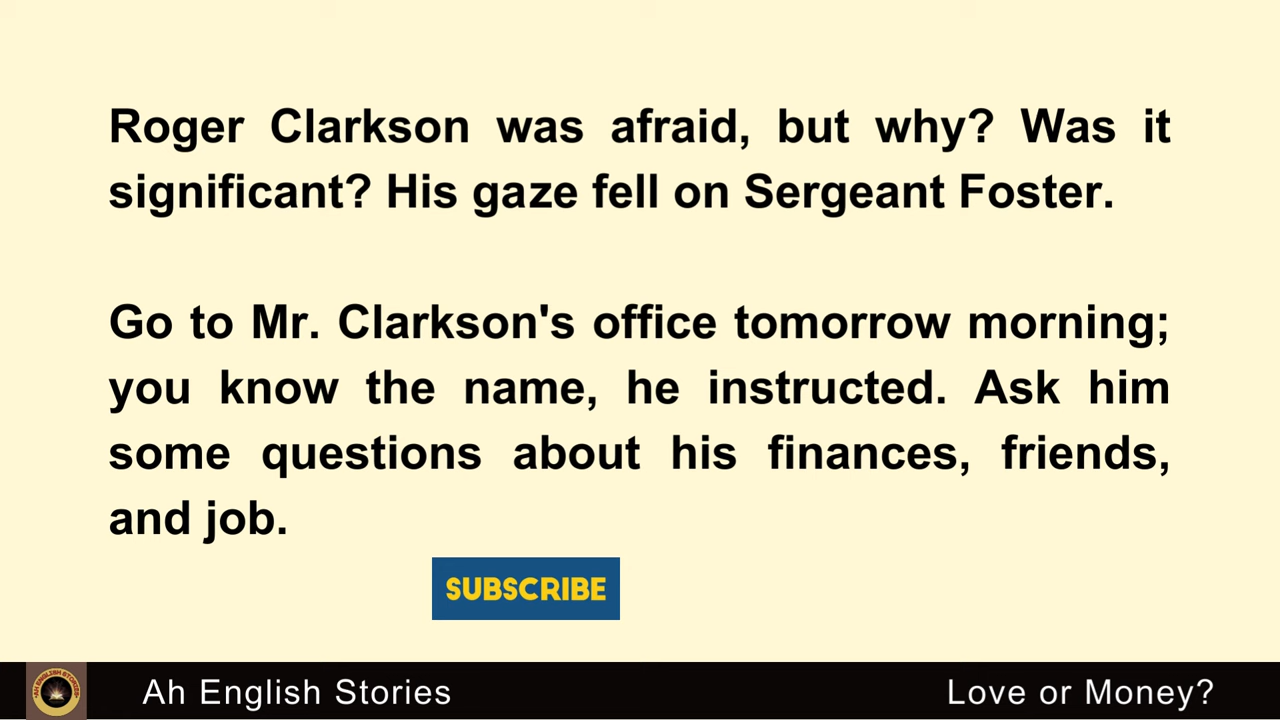 Roger Clarkson was afraid, but why? Was it
significant? His gaze fell on Sergeant Foster.
Go to Mr. Clarkson's office tomorrow morning;
you know the name, he instructed. Ask him
some questions about his finances, friends,
and job.
SUBSCRIBE
Ah English Stories
Love or Money?